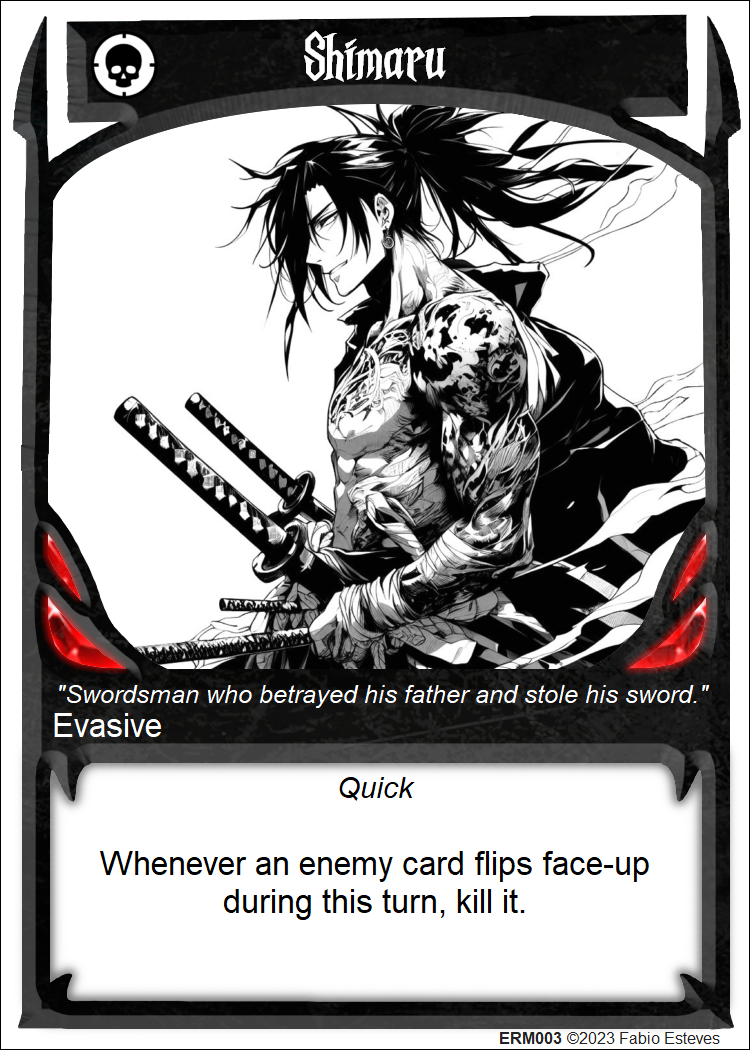 Shimaru
"Swordsman who betrayed his father and stole his sword."
Evasive
Quick
Whenever an enemy card flips face-up
during this turn, kill it.
ERM003 ©2023 Fabio Esteves